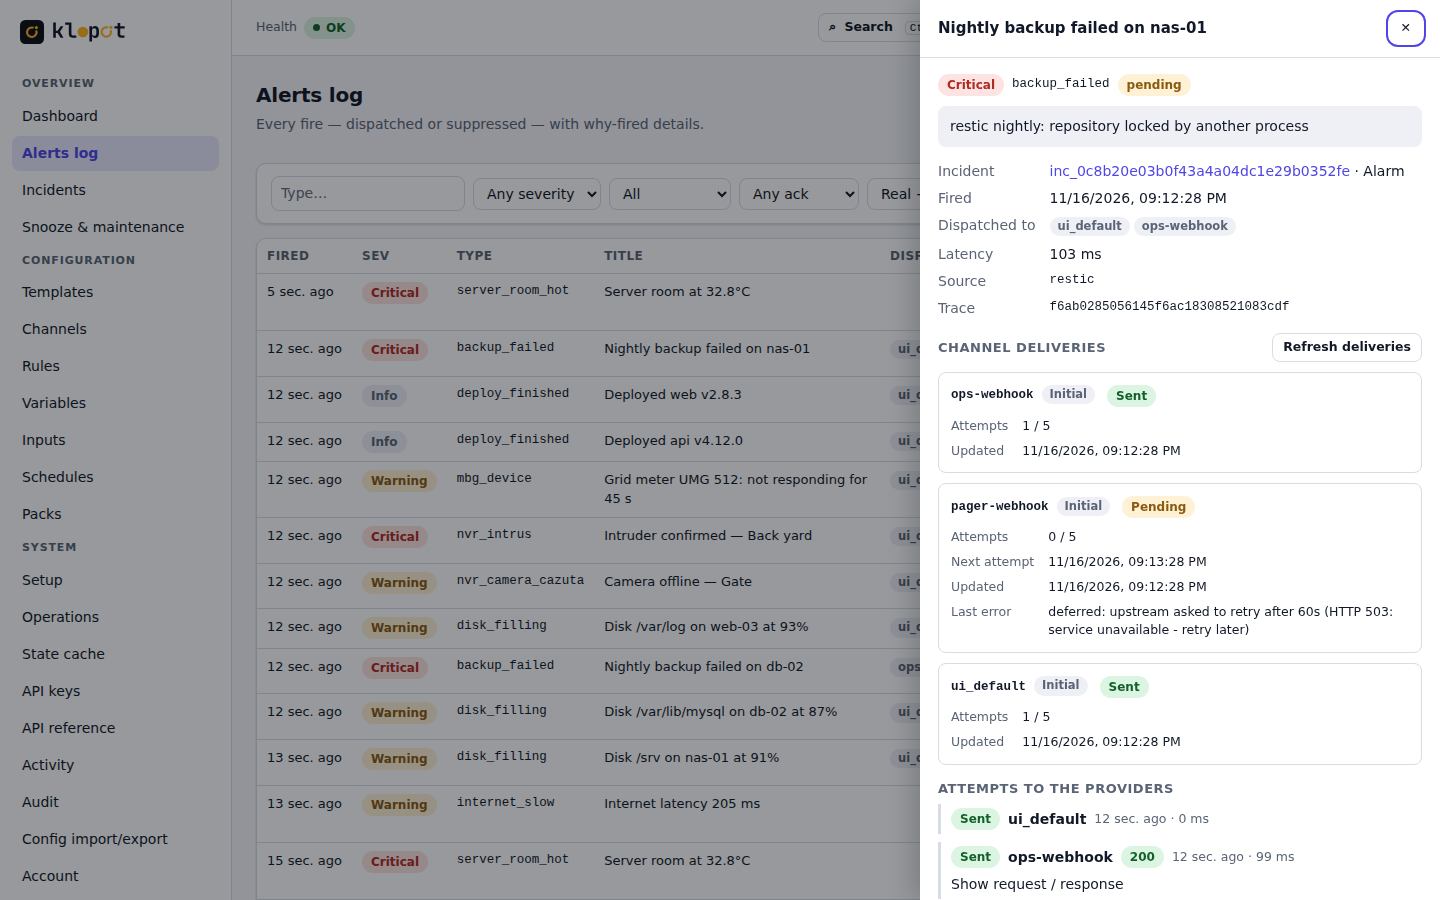 klopot
OVERVIEW
Dashboard
Alerts log
Incidents
Snooze & maintenance
CONFIGURATION
Templates
Channels
Rules
Variables
Inputs
Schedules
Packs
SYSTEM
Setup
Operations
State cache
API keys
API reference
Activity
Audit
Config import/export
Account
Health OK
Search
Alerts log
Every fire — dispatched or suppressed — with why-fired details.
Type... Any severity All Any ack Real
FIRED SEV TYPE TITLE
5 sec. ago Critical server_room_hot Server room at 32.8°C
12 sec. ago Critical backup_failed Nightly backup failed on nas-01
12 sec. ago Info deploy_finished Deployed web v2.8.3
12 sec. ago Info deploy_finished Deployed api v4.12.0
12 sec. ago Warning mbg_device Grid meter UMG 512: not responding for
45 s
12 sec. ago Critical nvr_intrus Intruder confirmed — Back yard
12 sec. ago Warning nvr_camera_cazuta Camera offline — Gate
12 sec. ago Warning disk_filling Disk /var/log on web-03 at 93%
12 sec. ago Critical backup_failed Nightly backup failed on db-02 ops
12 sec. ago Warning disk_filling Disk /var/lib/mysql on db-02 at 87%
13 sec. ago Warning disk_filling Disk /srv on nas-01 at 91%
13 sec. ago Warning internet_slow Internet latency 205 ms
15 sec. ago Critical server_room_hot Server room at 32.8°C
Nightly backup failed on nas-01 ×
Critical backup_failed pending
restic nightly: repository locked by another process
Incident inc_0c8b20e03b0f43a4a04dc1e29b0352fe · Alarm
Fired 11/16/2026, 09:12:28 PM
Dispatched to ui_default ops-webhook
Latency 103 ms
Source restic
Trace f6ab0285056145f6ac18308521083cdf
CHANNEL DELIVERIES Refresh deliveries
ops-webhook Initial Sent
Attempts 1 / 5
Updated 11/16/2026, 09:12:28 PM
pager-webhook Initial Pending
Attempts 0 / 5
Next attempt 11/16/2026, 09:13:28 PM
Updated 11/16/2026, 09:12:28 PM
Last error deferred: upstream asked to retry after 60s (HTTP 503:
service unavailable - retry later)
ui_default Initial Sent
Attempts 1 / 5
Updated 11/16/2026, 09:12:28 PM
ATTEMPTS TO THE PROVIDERS
Sent ui_default 12 sec. ago · 0 ms
Sent ops-webhook 200 12 sec. ago · 99 ms
Show request / response